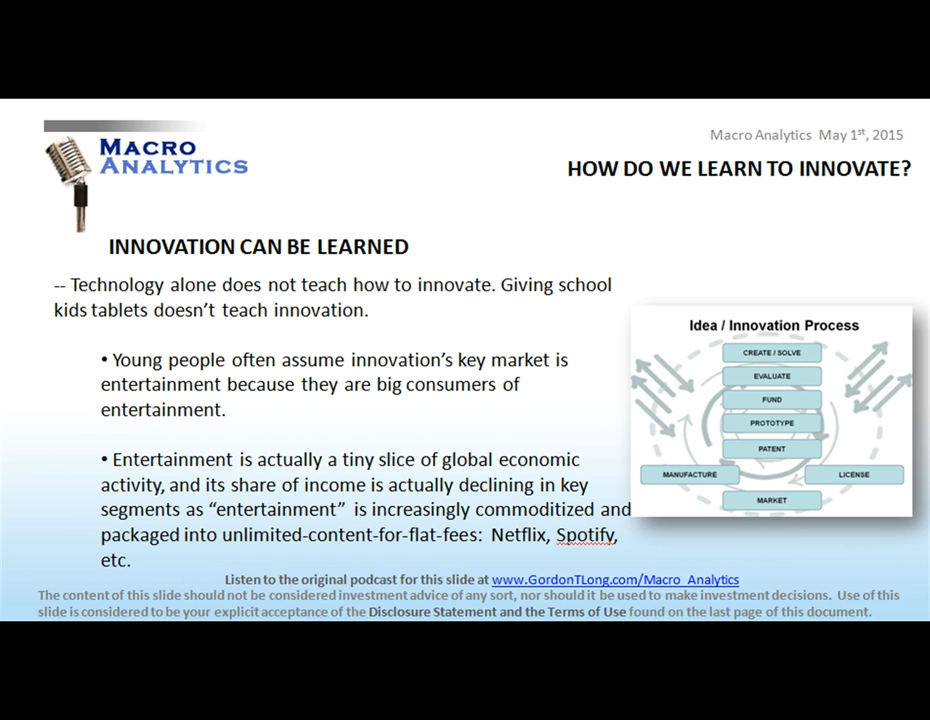 MACRO
ANALYTICS
Macro Analytics May 1st, 2015
HOW DO WE LEARN TO INNOVATE?
INNOVATION CAN BE LEARNED
-- Technology alone does not teach how to innovate. Giving school
kids tablets doesn’t teach innovation.
• Young people often assume innovation’s key market is
entertainment because they are big consumers of
entertainment.
• Entertainment is actually a tiny slice of global economic
activity, and its share of income is actually declining in key
segments as “entertainment” is increasingly commoditized and
packaged into unlimited-content-for-flat-fees: Netflix, Spotify,
etc.
Idea / Innovation Process
CREATE / SOLVE
EVALUATE
FUND
PROTOTYPE
PATENT
MANUFACTURE
LICENSE
MARKET
Listen to the original podcast for this slide at www.GordonTLong.com/Macro_Analytics
The content of this slide should not be considered investment advice of any sort, nor should it be used to make investment decisions. Use of this
slide is considered to be your explicit acceptance of the Disclosure Statement and the Terms of Use found on the last page of this document.